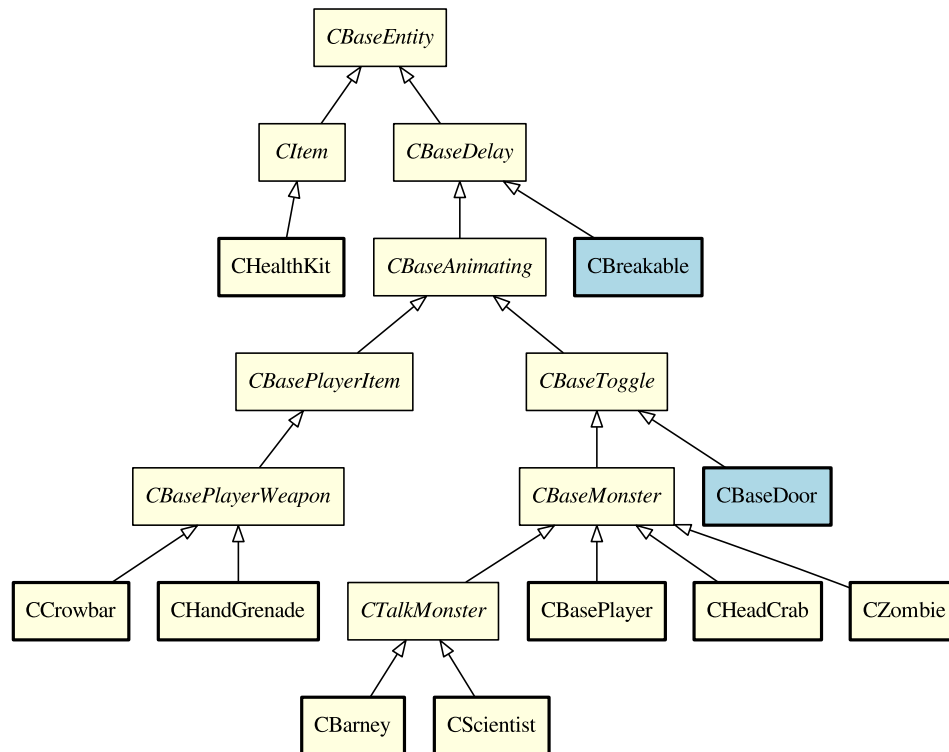 CBaseEntity
CItem
CBaseDelay
CHealthKit
CBaseAnimating
CBreakable
CBasePlayerItem
CBaseToggle
CBasePlayerWeapon
CBaseMonster
CBaseDoor
CCrowbar
CHandGrenade
CTalkMonster
CBasePlayer
CHeadCrab
CZombie
CBarney
CScientist